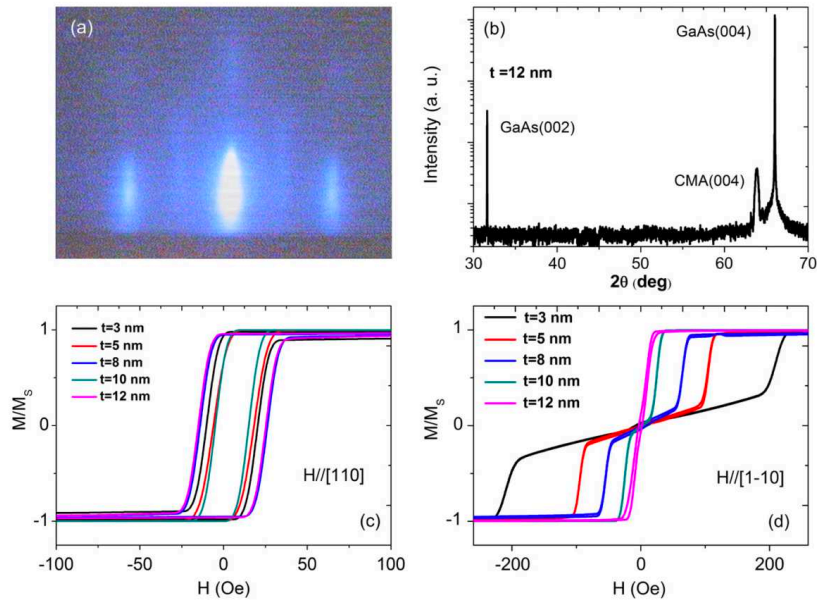 (a)
(b)
GaAs(004)
t =12 nm
GaAs(002)
CMA(004)
Intensity (a. u.)
30 40 50 60 70
2θ (deg)
1
0
-1
M/MS
t=3 nm
t=5 nm
t=8 nm
t=10 nm
t=12 nm
H//[110]
(c)
-100 -50 0 50 100
H (Oe)
1
0
-1
M/MS
t=3 nm
t=5 nm
t=8 nm
t=10 nm
t=12 nm
H//[1-10]
(d)
-200 0 200
H (Oe)